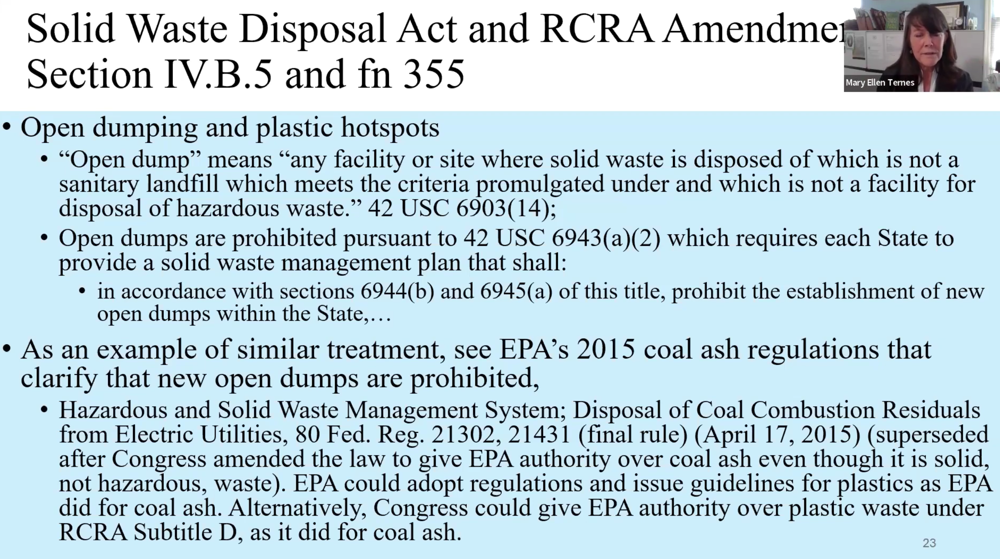 Solid Waste Disposal Act and RCRA
Mary Ellen Ternes
Section IV.B.5 and fn 355
• Open dumping and plastic hotspots
• “Open dump” means “any facility or site where solid waste is disposed of which is not a
sanitary landfill which meets the criteria promulgated under and which is not a facility for
disposal of hazardous waste.” 42 USC 6903(14);
• Open dumps are prohibited pursuant to 42 USC 6943(a)(2) which requires each State to
provide a solid waste management plan that shall:
• in accordance with sections 6944(b) and 6945(a) of this title, prohibit the establishment of new
open dumps within the State,…
• As an example of similar treatment, see EPA’s 2015 coal ash regulations that
clarify that new open dumps are prohibited,
• Hazardous and Solid Waste Management System; Disposal of Coal Combustion Residuals
from Electric Utilities, 80 Fed. Reg. 21302, 21431 (final rule) (April 17, 2015) (superseded
after Congress amended the law to give EPA authority over coal ash even though it is solid,
not hazardous, waste). EPA could adopt regulations and issue guidelines for plastics as EPA
did for coal ash. Alternatively, Congress could give EPA authority over plastic waste under
RCRA Subtitle D, as it did for coal ash.
23